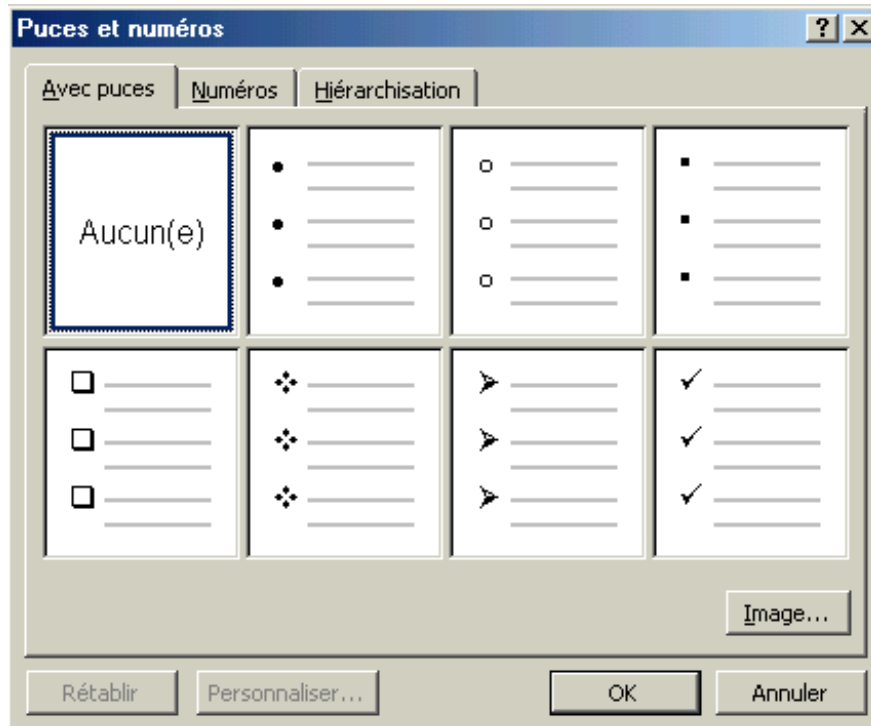 Puces et numéros
Avec puces Numéros Hiérarchisation
Aucun(e)
Image...
Rétablir Personnaliser... OK Annuler